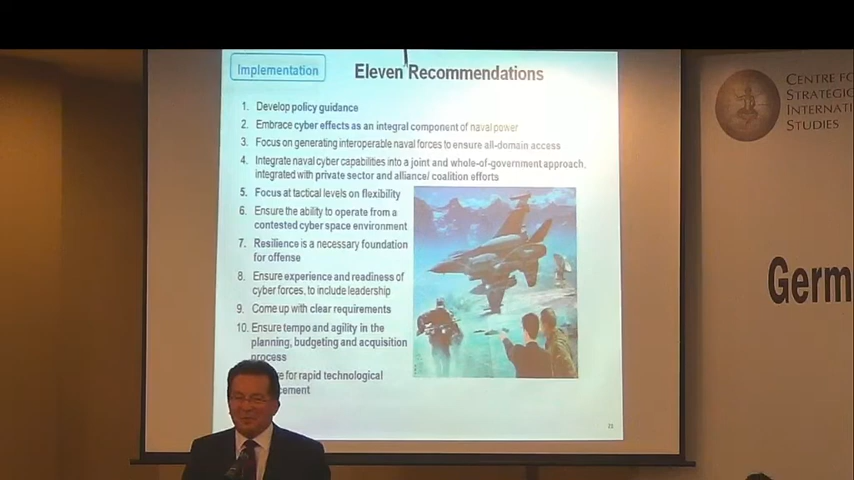 Implementation
Eleven Recommendations
1. Develop policy guidance
2. Embrace cyber effects as an integral component of naval power
3. Focus on generating interoperable naval forces to ensure all-domain access
4. Integrate naval cyber capabilities into a joint and whole-of-government approach,
integrated with private sector and alliance/ coalition efforts
5. Focus at tactical levels on flexibility
6. Ensure the ability to operate from a
contested cyber space environment
7. Resilience is a necessary foundation
for offense
8. Ensure experience and readiness of
cyber forces, to include leadership
9. Come up with clear requirements
10. Ensure tempo and agility in the
planning, budgeting and acquisition
process
for rapid technological
CENTRE FO
STRATEGIC
INTERNATI
STUDIES
Germ